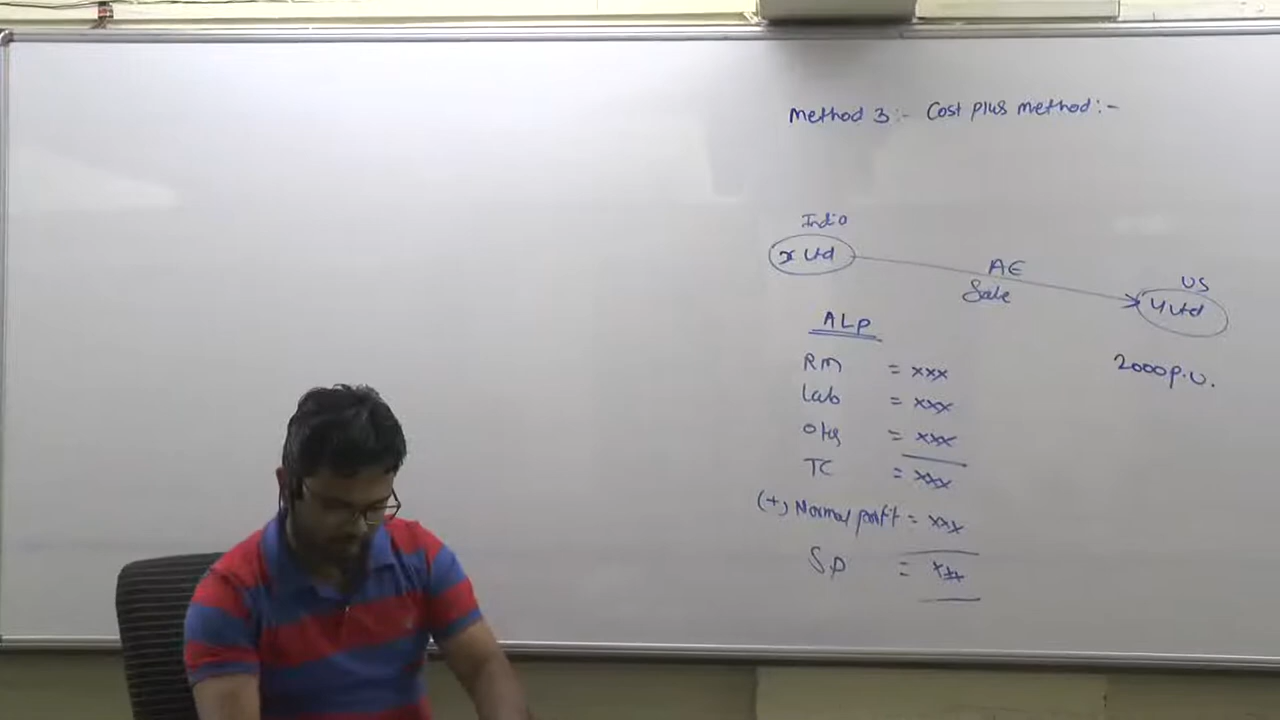 Method 3:- Cost plus method:-
India
x Ltd
AE
Sale
US
Y Ltd
2000 p.u.
ALP
RM = xxx
Lab = xxx
OHs = xxx
TC = xxx
(+) Normal profit = xxx
SP = xxx